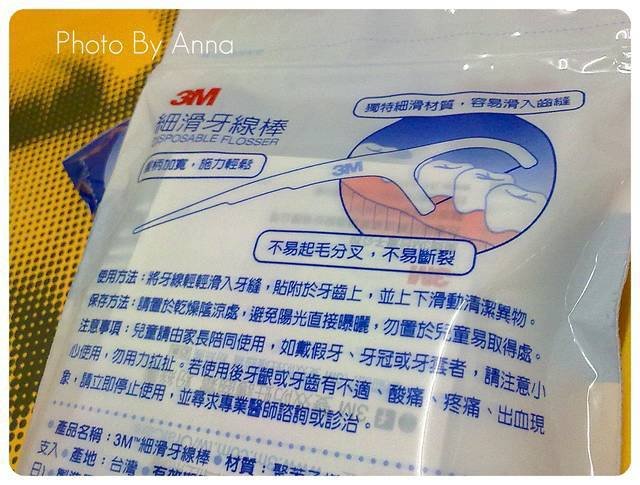 Photo By Anna
3M
細滑牙線棒
DISPOSABLE FLOSSER
獨特細滑材質，容易滑入齒縫
握柄加寬，施力輕鬆
3M
不易起毛分叉，不易斷裂
使用方法：將牙線輕輕滑入牙縫，貼附於牙齒上，並上下滑動清潔異物。
保存方法：請置於乾燥陰涼處，避免陽光直接曝曬，勿置於兒童易取得處。
注意事項：兒童請由家長陪同使用，如戴假牙、牙冠或牙套者，請注意小
心使用，勿用力拉扯。若使用後牙齦或牙齒有不適、酸痛、疼痛、出血現
象，請立即停止使用，並尋求專業醫師諮詢或診治。
•產品名稱：3M™細滑牙線棒•材質：聚苯乙
支入•產地：台灣•有效期